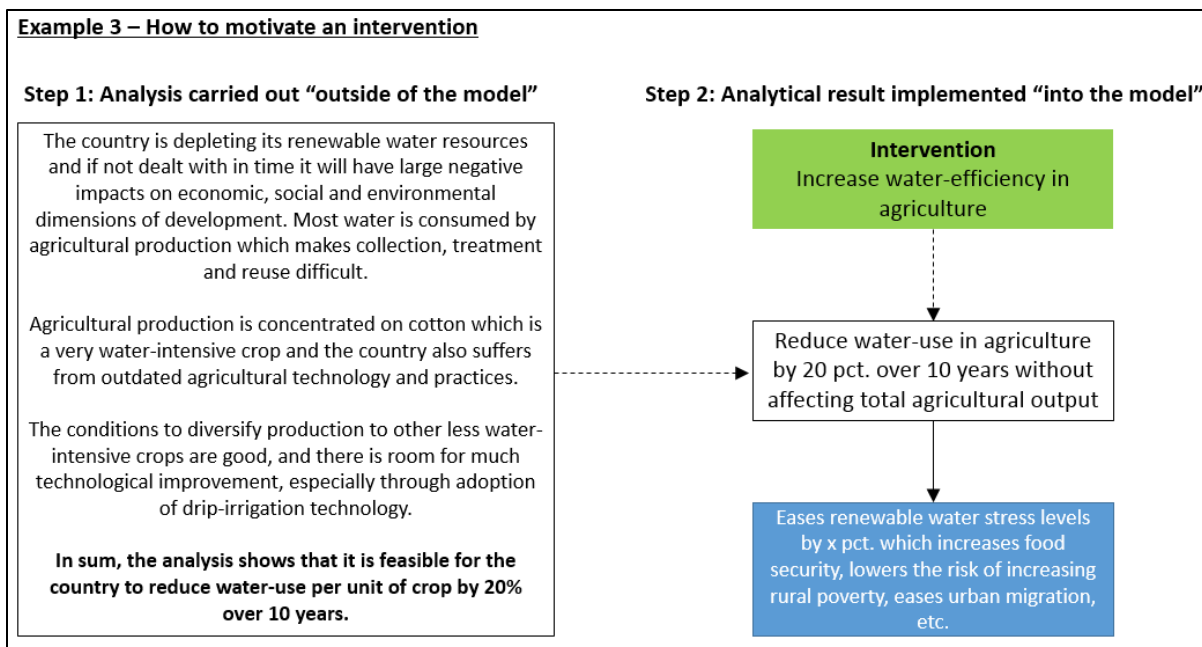 Example 3 – How to motivate an intervention
Step 1: Analysis carried out “outside of the model”
The country is depleting its renewable water resources
and if not dealt with in time it will have large negative
impacts on economic, social and environmental
dimensions of development. Most water is consumed by
agricultural production which makes collection, treatment
and reuse difficult.
Agricultural production is concentrated on cotton which is
a very water-intensive crop and the country also suffers
from outdated agricultural technology and practices.
The conditions to diversify production to other less water-
intensive crops are good, and there is room for much
technological improvement, especially through adoption
of drip-irrigation technology.
In sum, the analysis shows that it is feasible for the
country to reduce water-use per unit of crop by 20%
over 10 years.
Step 2: Analytical result implemented “into the model”
Intervention
Increase water-efficiency in
agriculture
Reduce water-use in agriculture
by 20 pct. over 10 years without
affecting total agricultural output
Eases renewable water stress levels
by x pct. which increases food
security, lowers the risk of increasing
rural poverty, eases urban migration,
etc.